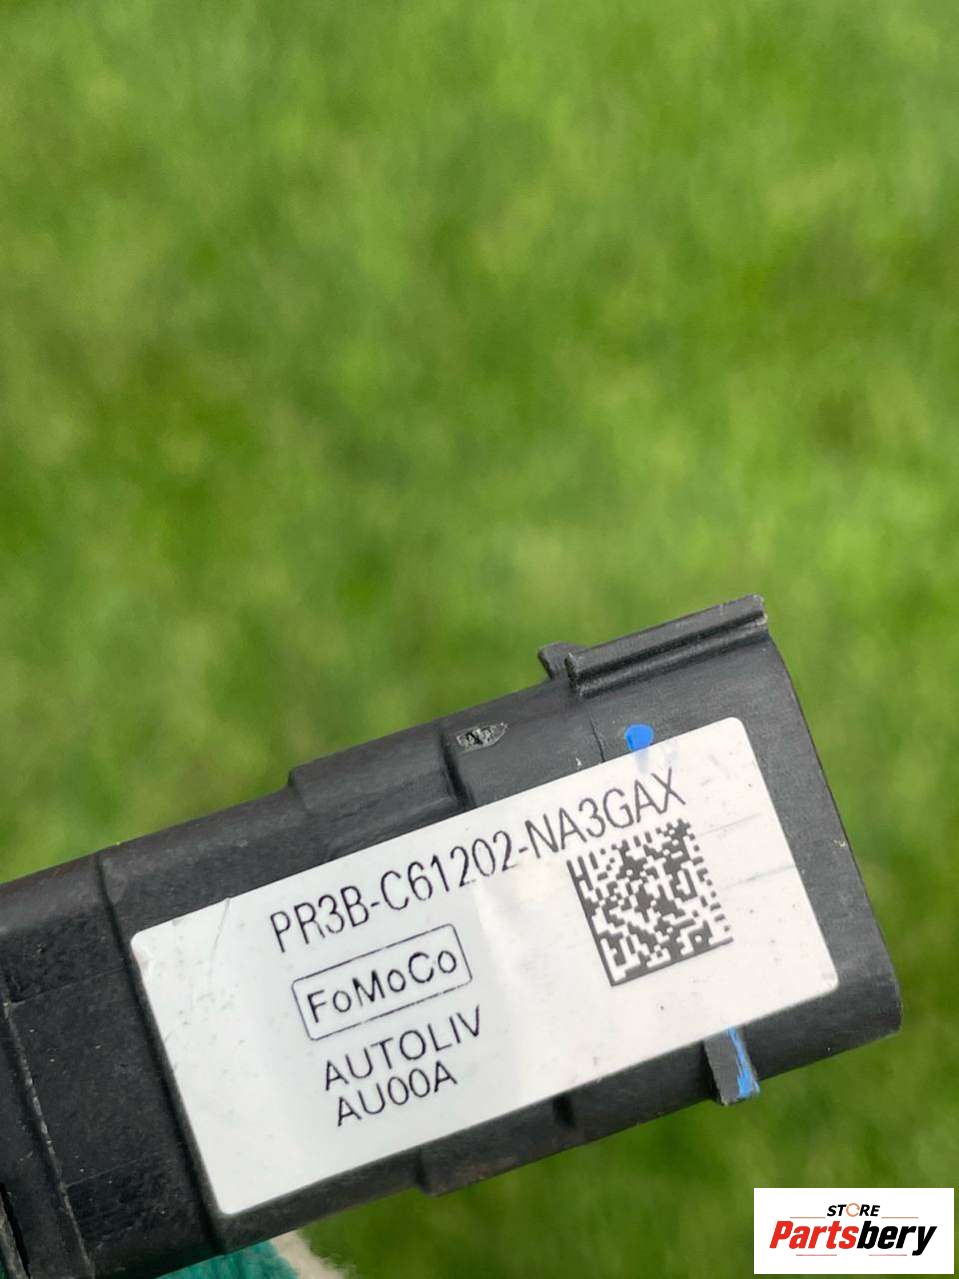 PR3B-C61202-NA3GAX
FoMoCo
AUTOLIV
AU00A
STORE
Partsbery